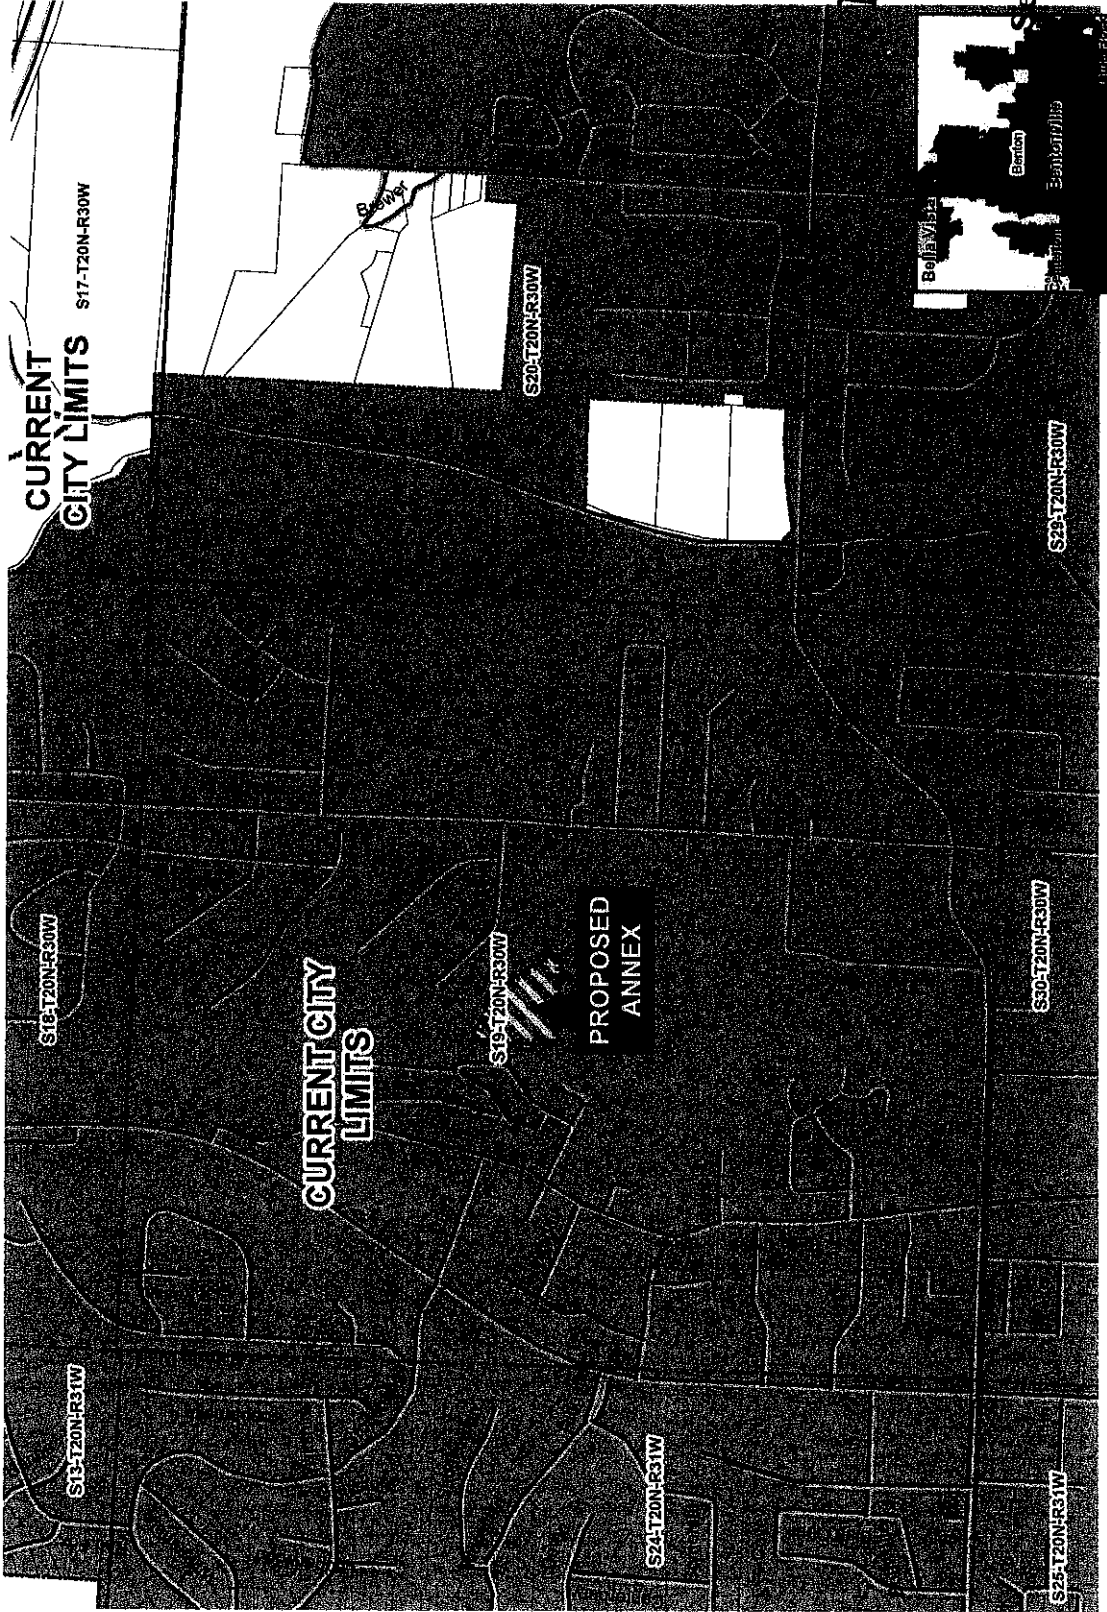 CURRENT
CITY LIMITS
S17-T20N-R30W
Brewer
S20-T20N-R30W
S18-T20N-R30W
CURRENT CITY
LIMITS
S19-T20N-R30W
PROPOSED
ANNEX
S13-T20N-R31W
S24-T20N-R31W
S29-T20N-R30W
S30-T20N-R30W
S25-T20N-R31W
Bella Vista
Benton
Bentonville